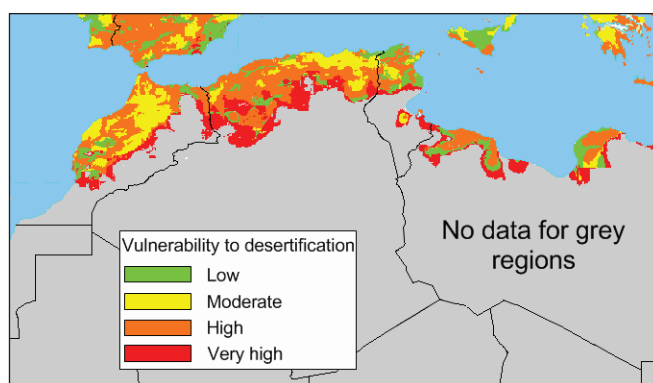 No data for grey
regions
Vulnerability to desertification
Low
Moderate
High
Very high